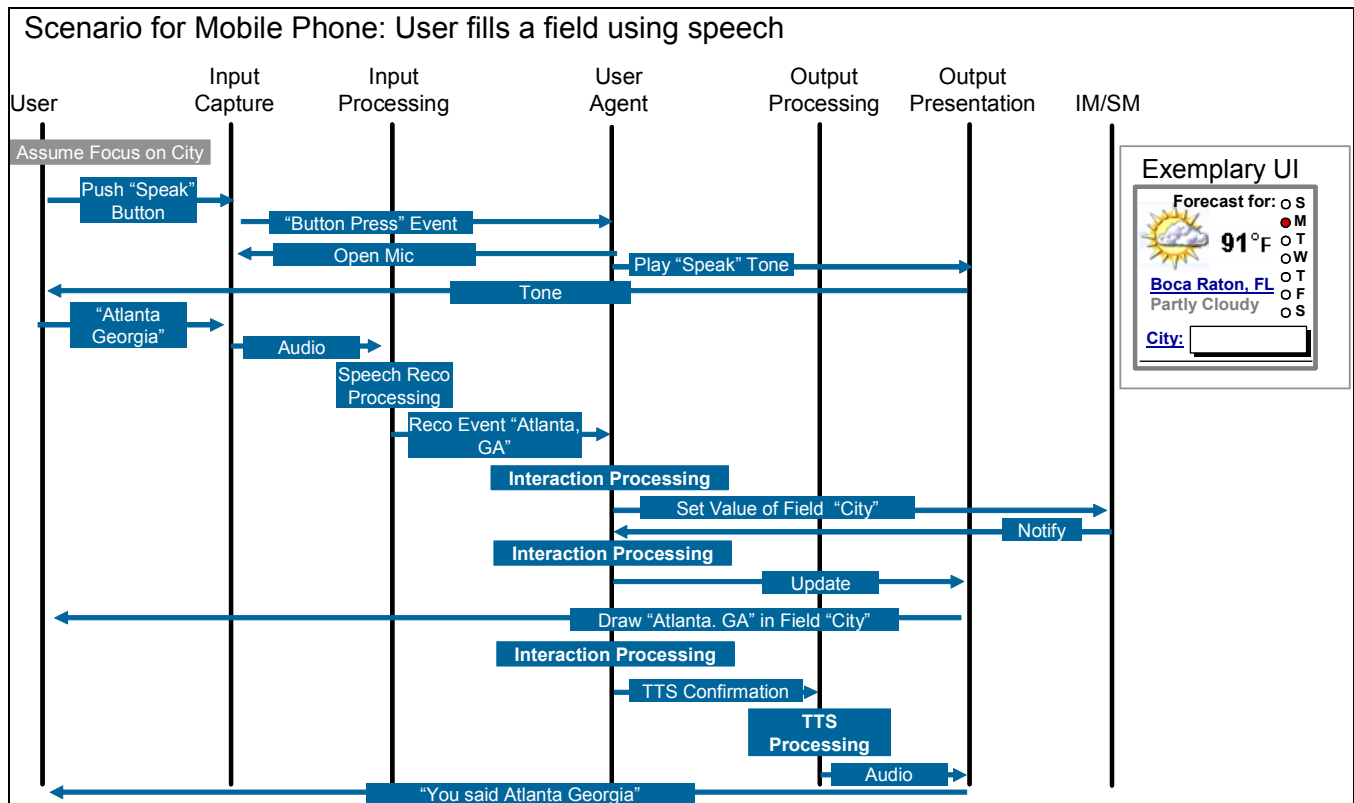 Scenario for Mobile Phone: User fills a field using speech
User
Input
Capture
Input
Processing
User
Agent
Output
Processing
Output
Presentation
IM/SM
Assume Focus on City
Push “Speak”
Button
“Button Press” Event
Open Mic
Play “Speak” Tone
Tone
“Atlanta
Georgia”
Audio
Speech Reco
Processing
Reco Event “Atlanta,
GA”
Interaction Processing
Set Value of Field “City”
Notify
Interaction Processing
Update
Draw “Atlanta. GA” in Field “City”
Interaction Processing
TTS Confirmation
TTS
Processing
Audio
“You said Atlanta Georgia”
Exemplary UI
Forecast for:
S
M
T
W
T
F
S
91°F
Boca Raton, FL
Partly Cloudy
City: